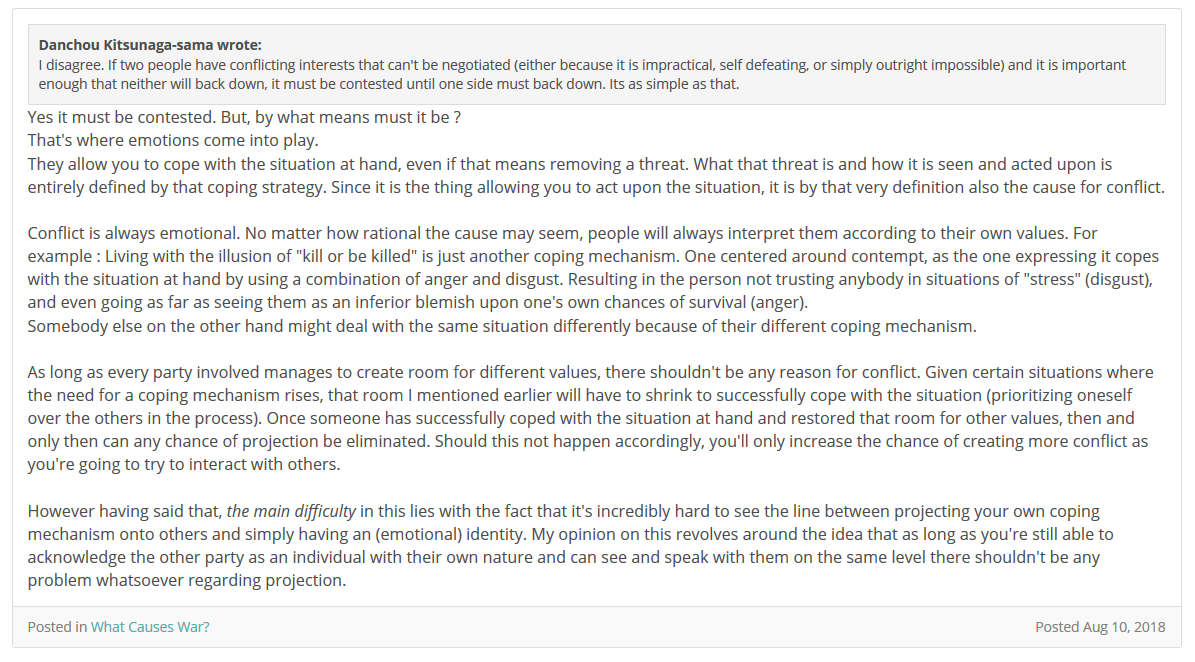 Danchou Kitsunaga-sama wrote:
I disagree. If two people have conflicting interests that can't be negotiated (either because it is impractical, self defeating, or simply outright impossible) and it is important
enough that neither will back down, it must be contested until one side must back down. Its as simple as that.
Yes it must be contested. But, by what means must it be ?
That's where emotions come into play.
They allow you to cope with the situation at hand, even if that means removing a threat. What that threat is and how it is seen and acted upon is
entirely defined by that coping strategy. Since it is the thing allowing you to act upon the situation, it is by that very definition also the cause for conflict.
Conflict is always emotional. No matter how rational the cause may seem, people will always interpret them according to their own values. For
example : Living with the illusion of "kill or be killed" is just another coping mechanism. One centered around contempt, as the one expressing it copes
with the situation at hand by using a combination of anger and disgust. Resulting in the person not trusting anybody in situations of "stress" (disgust),
and even going as far as seeing them as an inferior blemish upon one's own chances of survival (anger).
Somebody else on the other hand might deal with the same situation differently because of their different coping mechanism.
As long as every party involved manages to create room for different values, there shouldn't be any reason for conflict. Given certain situations where
the need for a coping mechanism rises, that room I mentioned earlier will have to shrink to successfully cope with the situation (prioritizing oneself
over the others in the process). Once someone has successfully coped with the situation at hand and restored that room for other values, then and
only then can any chance of projection be eliminated. Should this not happen accordingly, you'll only increase the chance of creating more conflict as
you're going to try to interact with others.
However having said that, the main difficulty in this lies with the fact that it's incredibly hard to see the line between projecting your own coping
mechanism onto others and simply having an (emotional) identity. My opinion on this revolves around the idea that as long as you're still able to
acknowledge the other party as an individual with their own nature and can see and speak with them on the same level there shouldn't be any
problem whatsoever regarding projection.
Posted in What Causes War?
Posted Aug 10, 2018